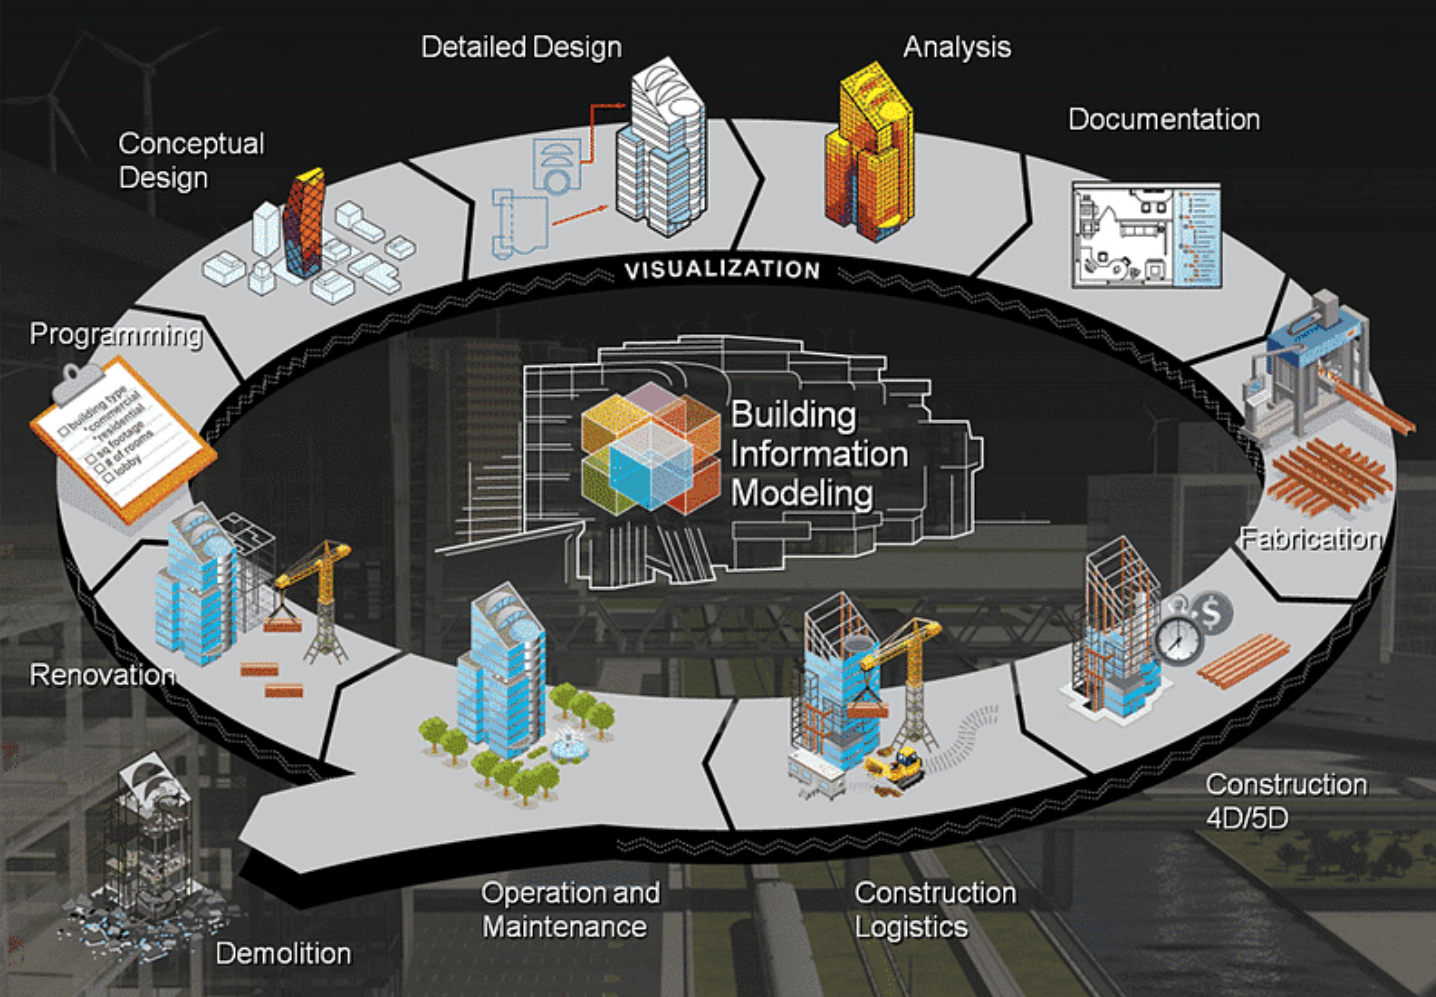 Detailed Design
Analysis
Documentation
Conceptual
Design
VISUALIZATION
Programming
building type
*commercial
*residential
sq footage
# of rooms
lobby
Building
Information
Modeling
Fabrication
$
Renovation
Construction
4D/5D
Operation and
Maintenance
Construction
Logistics
Demolition